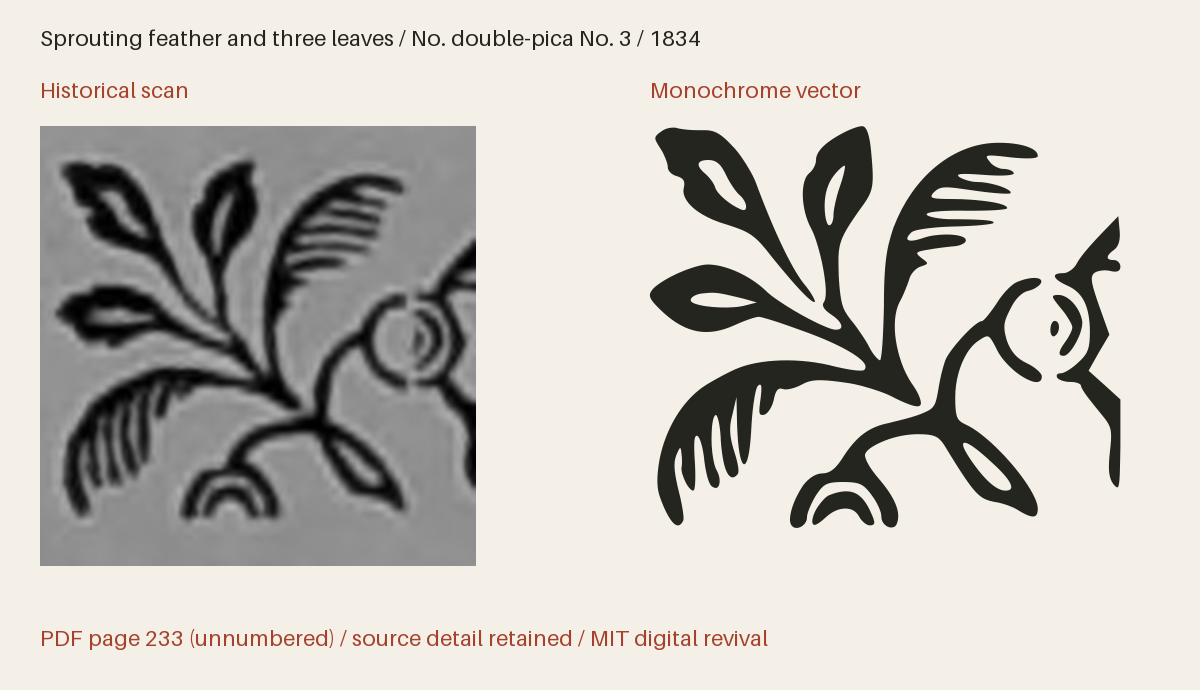 Sprouting feather and three leaves / No. double-pica No. 3 / 1834
Historical scan
Monochrome vector
PDF page 233 (unnumbered) / source detail retained / MIT digital revival